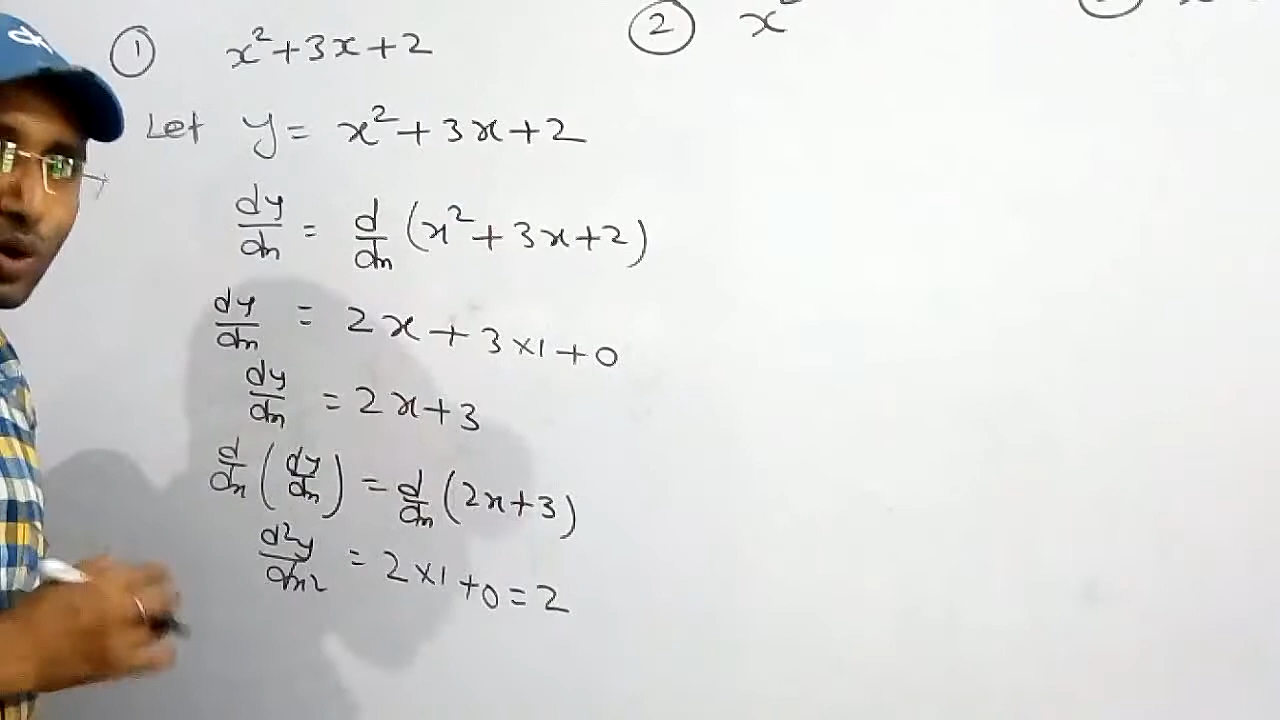 ① x²+3x+2
② x
Let y = x²+3x+2
dy/dx = d/dx (x²+3x+2)
dy/dx = 2x+3×1+0
dy/dx = 2x+3
d/dx (dy/dx) = d/dx (2x+3)
d²y/dx² = 2×1+0=2